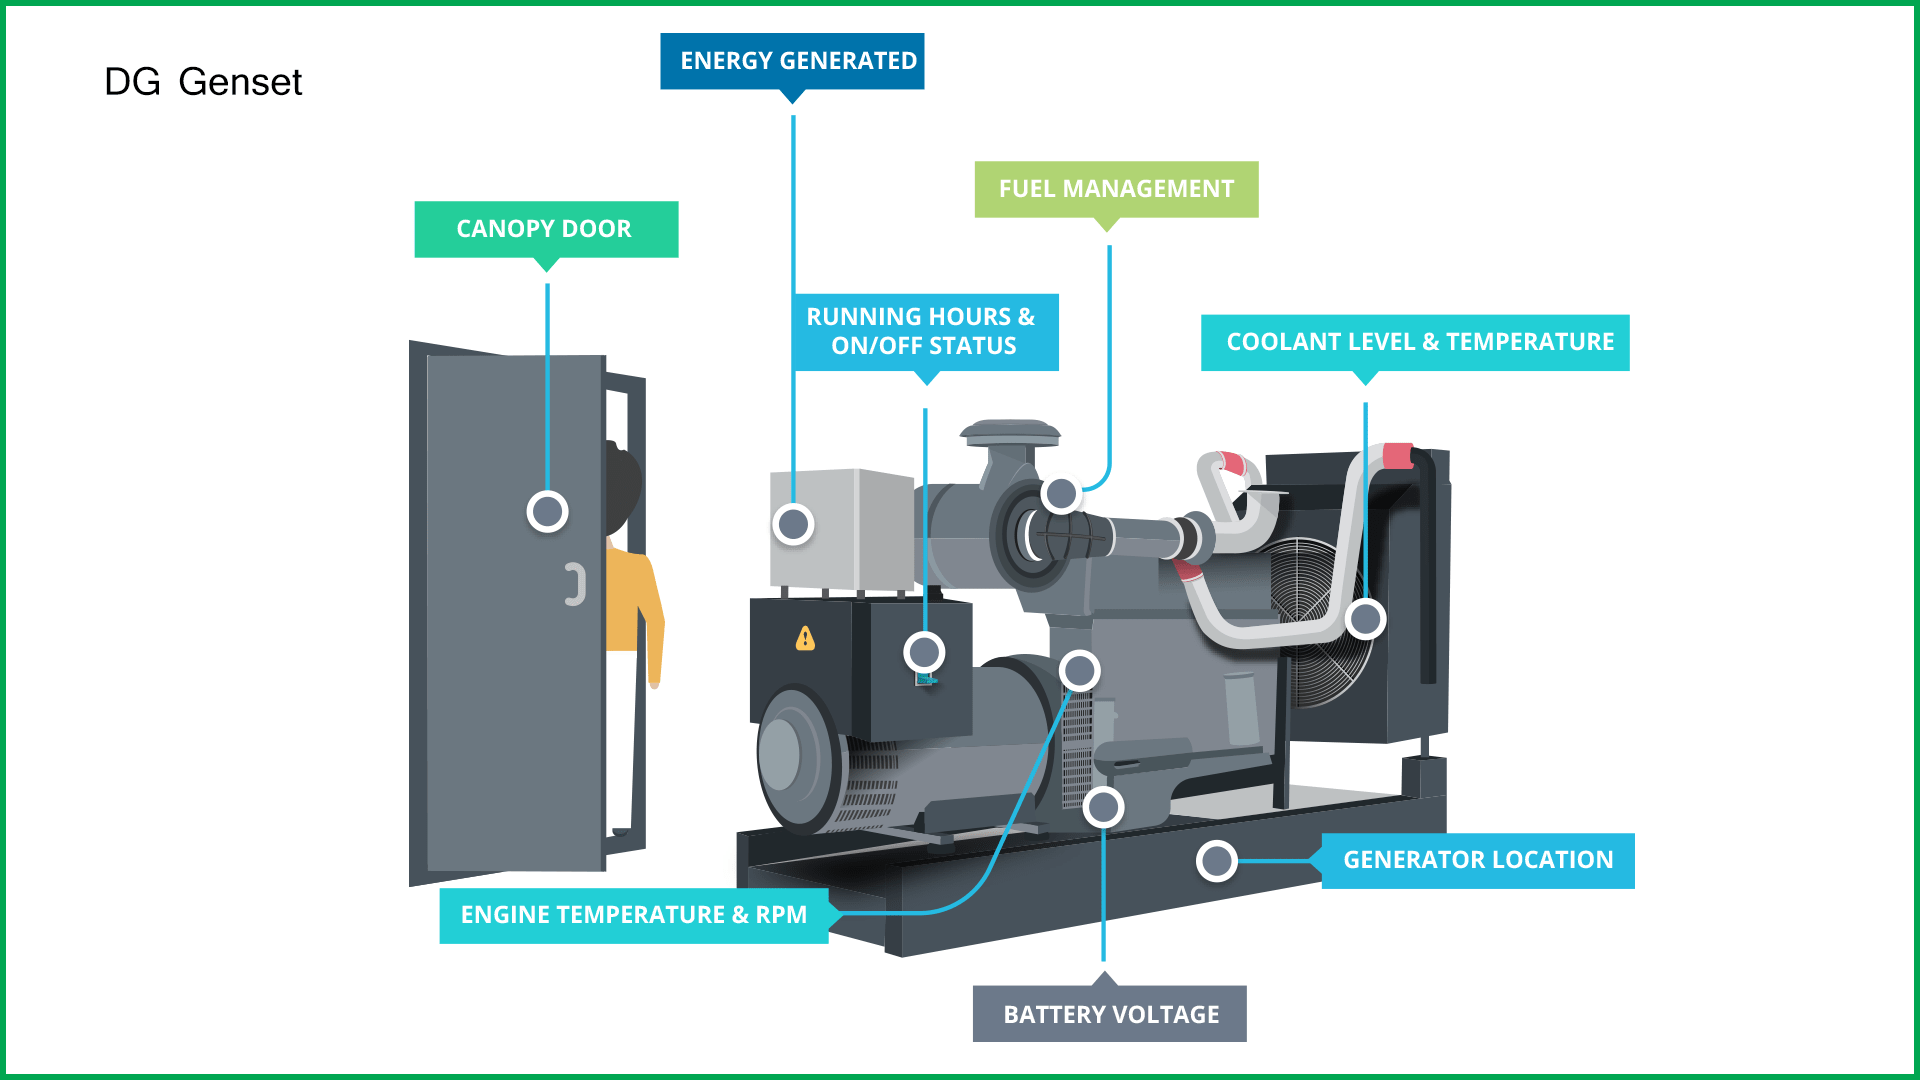 DG Genset
ENERGY GENERATED
FUEL MANAGEMENT
CANOPY DOOR
RUNNING HOURS &
ON/OFF STATUS
COOLANT LEVEL & TEMPERATURE
GENERATOR LOCATION
ENGINE TEMPERATURE & RPM
BATTERY VOLTAGE